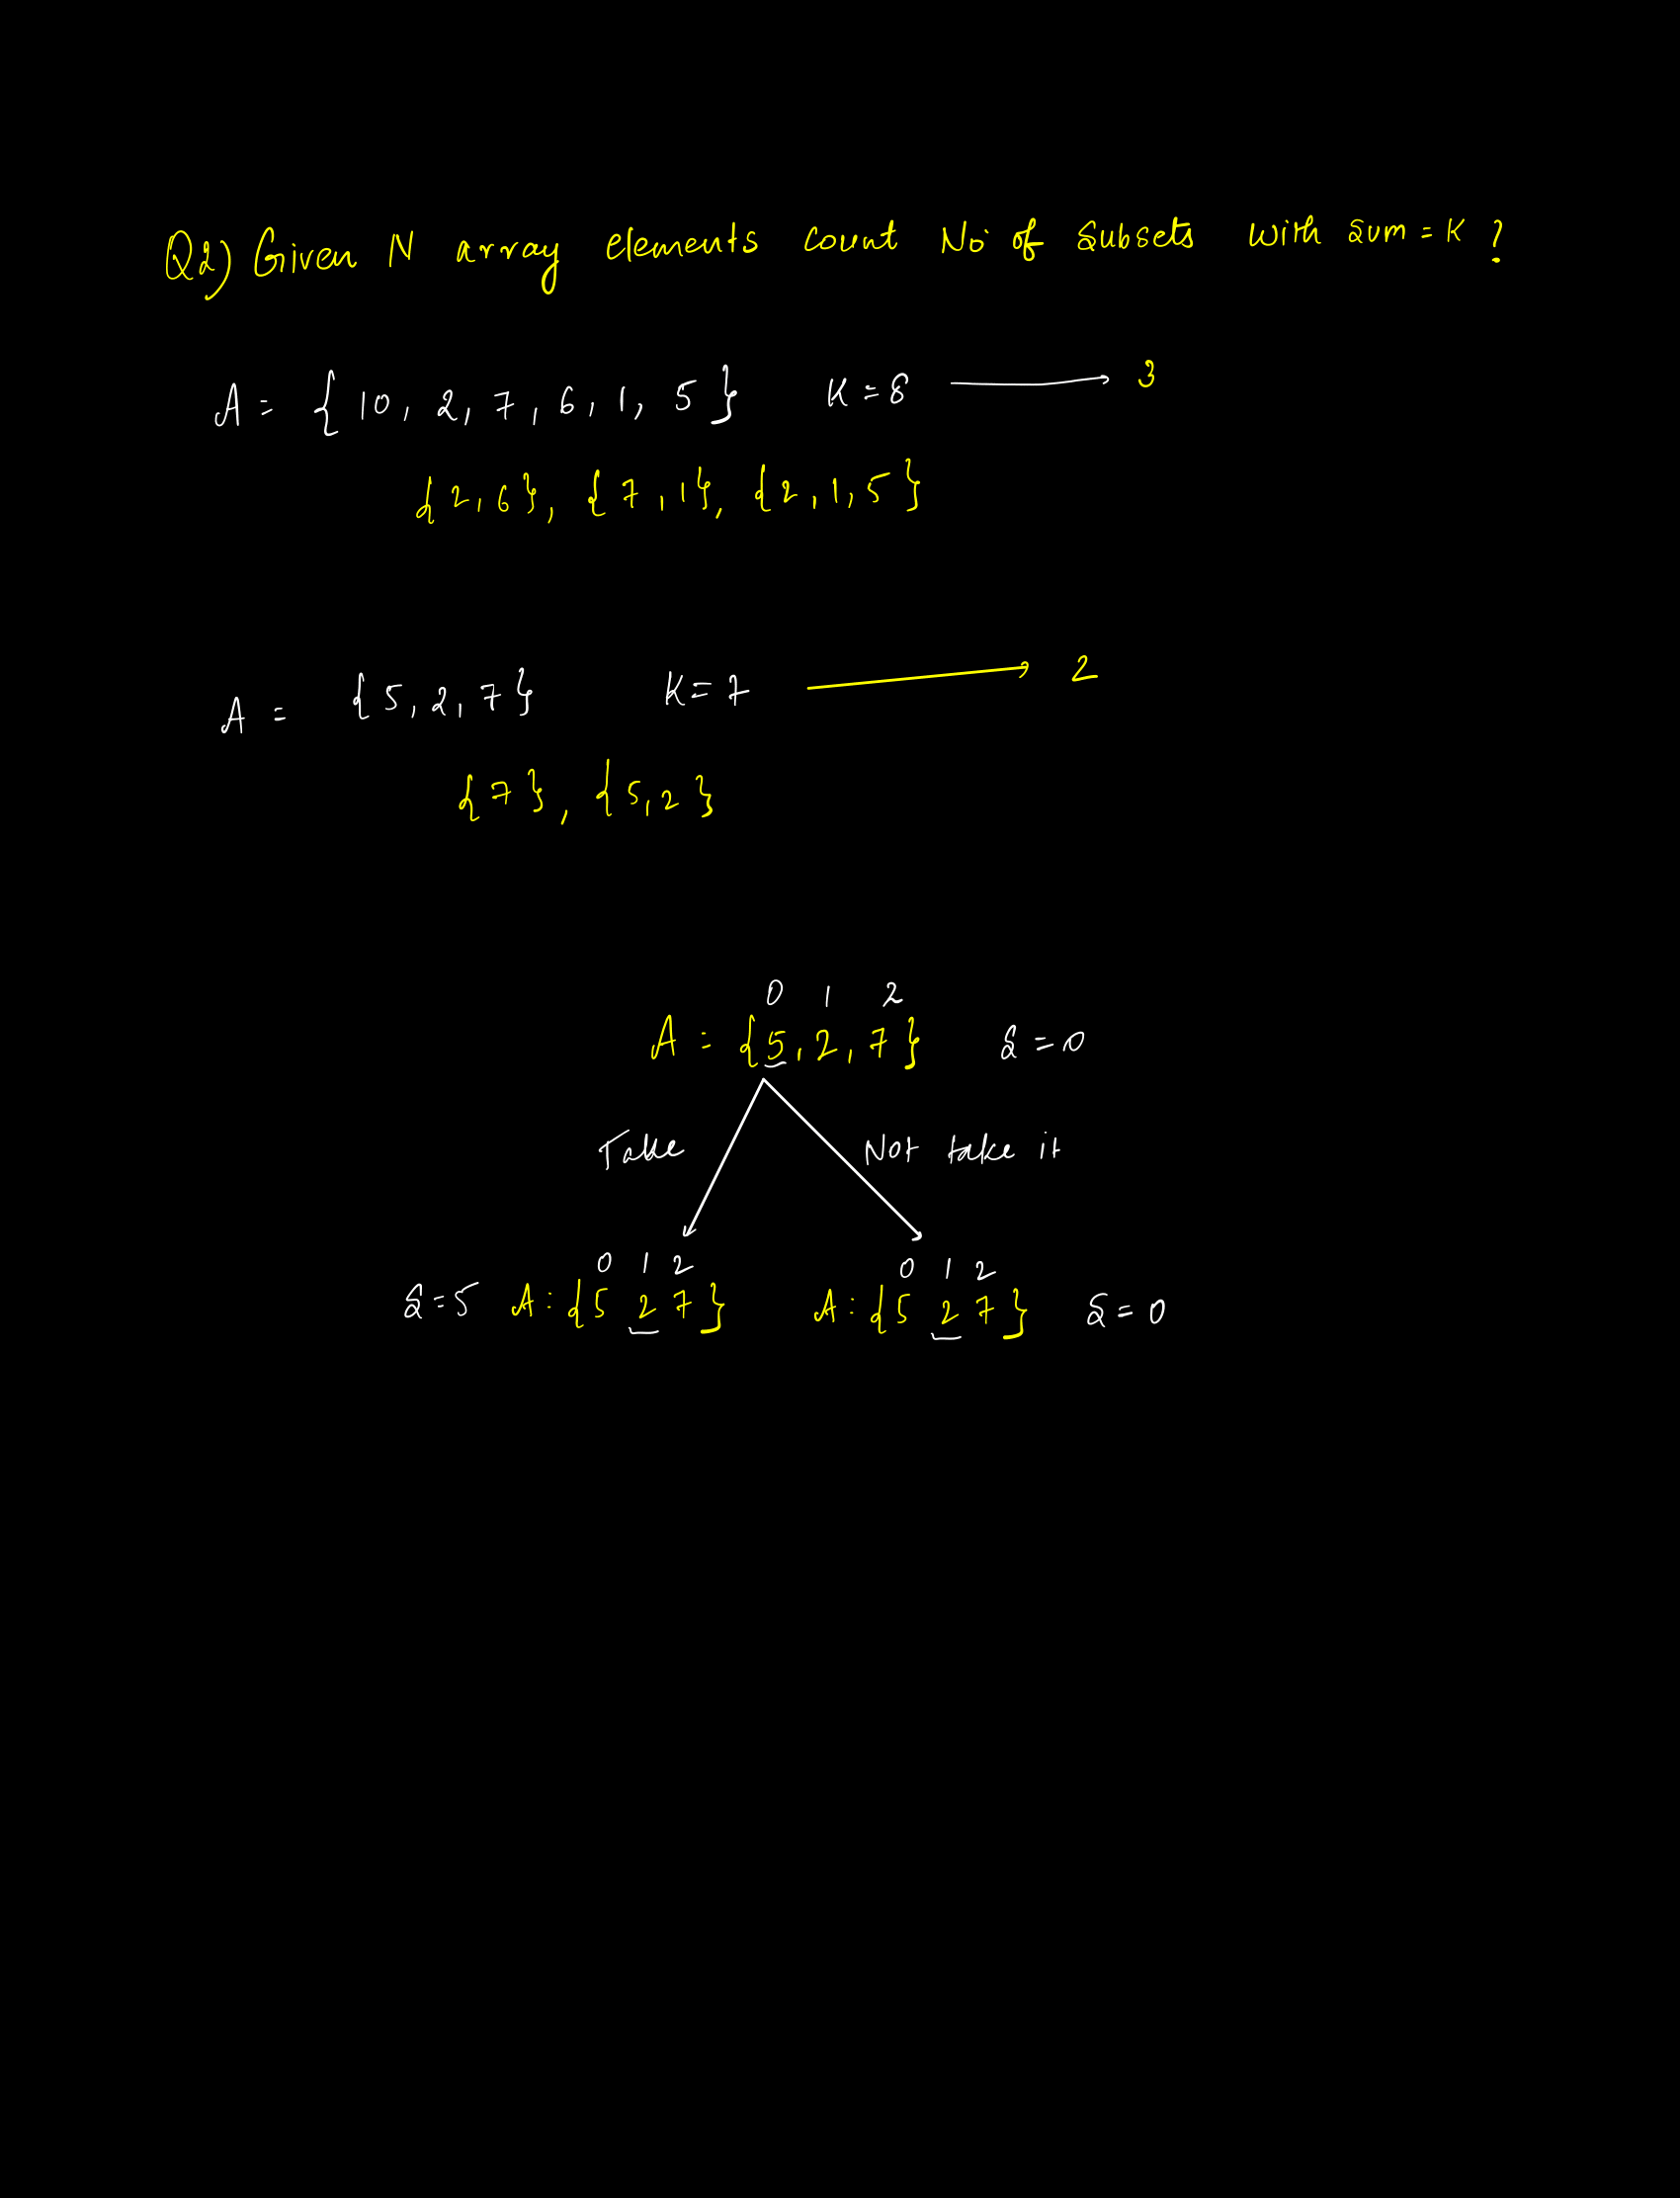 Q2) Given N array elements count No of subsets with sum = K ?
A = { 10, 2, 7, 6, 1, 5 } K = 8 → 3
{ 2, 6 }, { 7, 1 }, { 2, 1, 5 }
A = { 5, 2, 7 } K = 7 → 2
{ 7 }, { 5, 2 }
0 1 2
A : { 5, 2, 7 } S = 0
Take Not take it
0 1 2 0 1 2
S = 5 A : { 5 2 7 } A : { 5 2 7 } S = 0